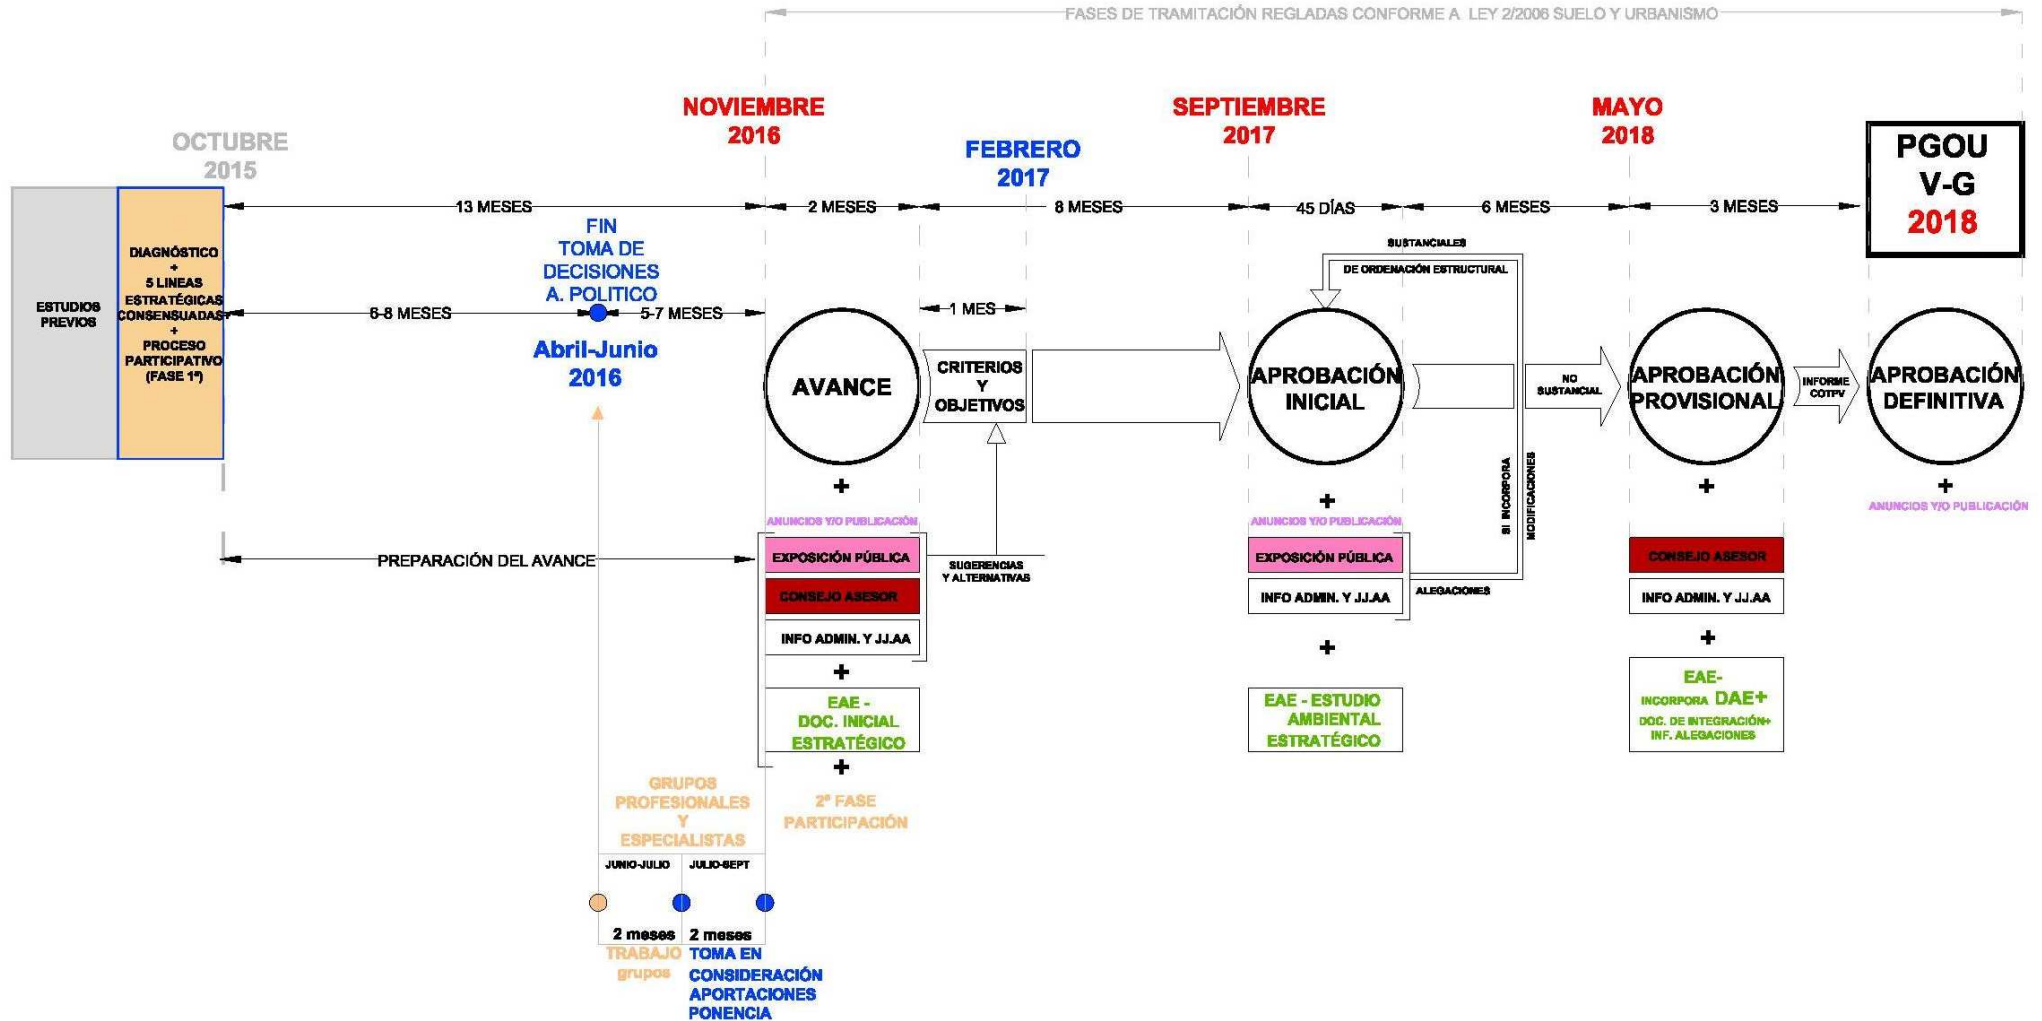 FASES DE TRAMITACIÓN REGLADAS CONFORME A LEY 2/2006 SUELO Y URBANISMO
OCTUBRE
2015
NOVIEMBRE
2016
FEBRERO
2017
SEPTIEMBRE
2017
MAYO
2018
PGOU
V-G
2018
13 MESES
2 MESES
8 MESES
45 DÍAS
6 MESES
3 MESES
ESTUDIOS
PREVIOS
DIAGNÓSTICO
+
5 LINEAS
ESTRATÉGICAS
CONSENSUADAS
+
PROCESO
PARTICIPATIVO
(FASE 1ª)
FIN
TOMA DE
DECISIONES
A. POLITICO
6-8 MESES
5-7 MESES
Abril-Junio
2016
1 MES
AVANCE
CRITERIOS
Y
OBJETIVOS
SUSTANCIALES
DE ORDENACIÓN ESTRUCTURAL
APROBACIÓN
INICIAL
NO
SUSTANCIAL
SI INCORPORA
MODIFICACIONES
APROBACIÓN
PROVISIONAL
INFORME
COTPV
APROBACIÓN
DEFINITIVA
+
ANUNCIOS Y/O PUBLICACIÓN
PREPARACIÓN DEL AVANCE
+
ANUNCIOS Y/O PUBLICACIÓN
EXPOSICIÓN PÚBLICA
CONSEJO ASESOR
INFO ADMIN. Y JJ.AA
+
EAE -
DOC. INICIAL
ESTRATÉGICO
+
2ª FASE
PARTICIPACIÓN
SUGERENCIAS
Y ALTERNATIVAS
+
ANUNCIOS Y/O PUBLICACIÓN
EXPOSICIÓN PÚBLICA
INFO ADMIN. Y JJ.AA
ALEGACIONES
+
EAE - ESTUDIO
AMBIENTAL
ESTRATÉGICO
+
CONSEJO ASESOR
INFO ADMIN. Y JJ.AA
+
EAE-
INCORPORA DAE+
DOC. DE INTEGRACIÓN+
INF. ALEGACIONES
GRUPOS
PROFESIONALES
Y
ESPECIALISTAS
JUNIO-JULIO
JULIO-SEPT
2 meses
2 meses
TRABAJO
grupos
TOMA EN
CONSIDERACIÓN
APORTACIONES
PONENCIA